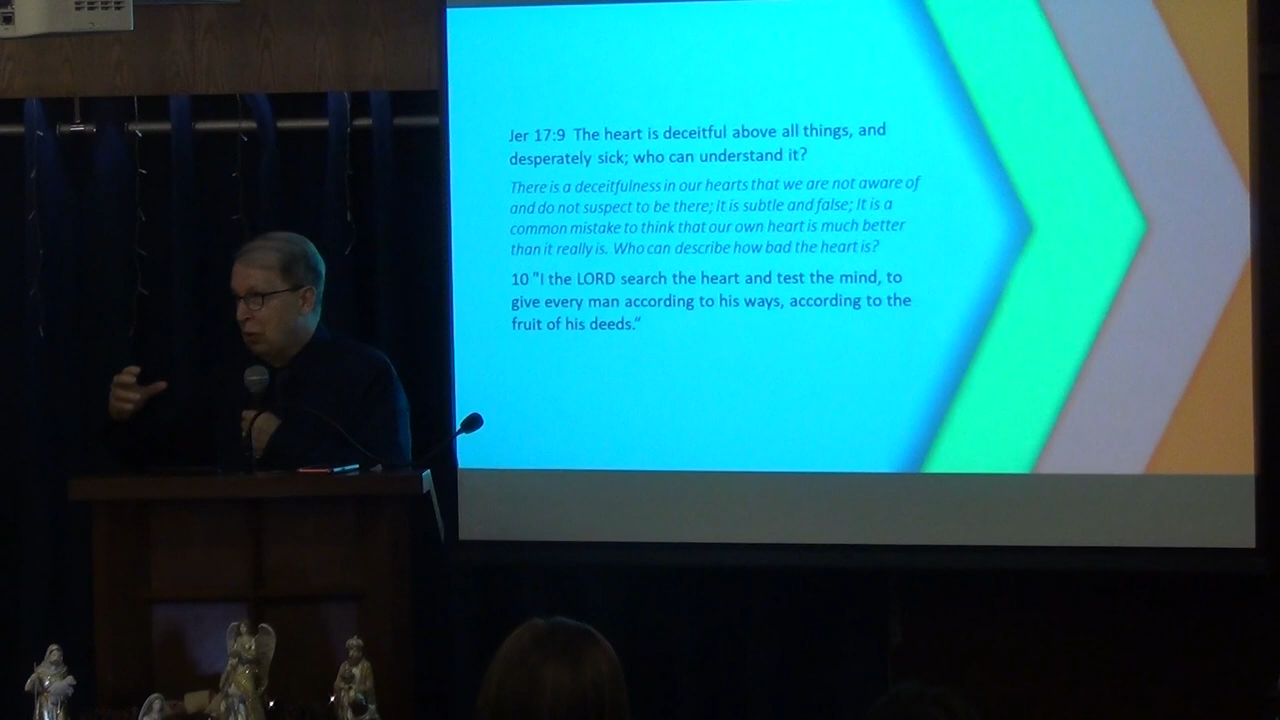 Jer 17:9  The heart is deceitful above all things, and
desperately sick; who can understand it?
There is a deceitfulness in our hearts that we are not aware of
and do not suspect to be there; It is subtle and false; It is a
common mistake to think that our own heart is much better
than it really is.  Who can describe how bad the heart is?
10 "I the LORD search the heart and test the mind, to
give every man according to his ways, according to the
fruit of his deeds.“